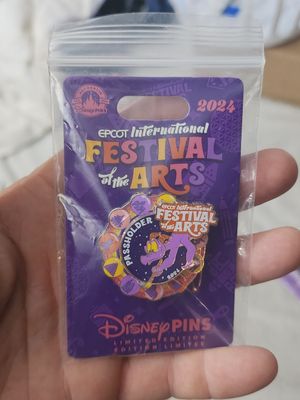 2024
EPCOT International
FESTIVAL
of the
ARTS
PASSHOLDER
EPCOT International
FESTIVAL
of the ARTS
Disney PINS
LIMITED EDITION
EDITION LIMITÉE